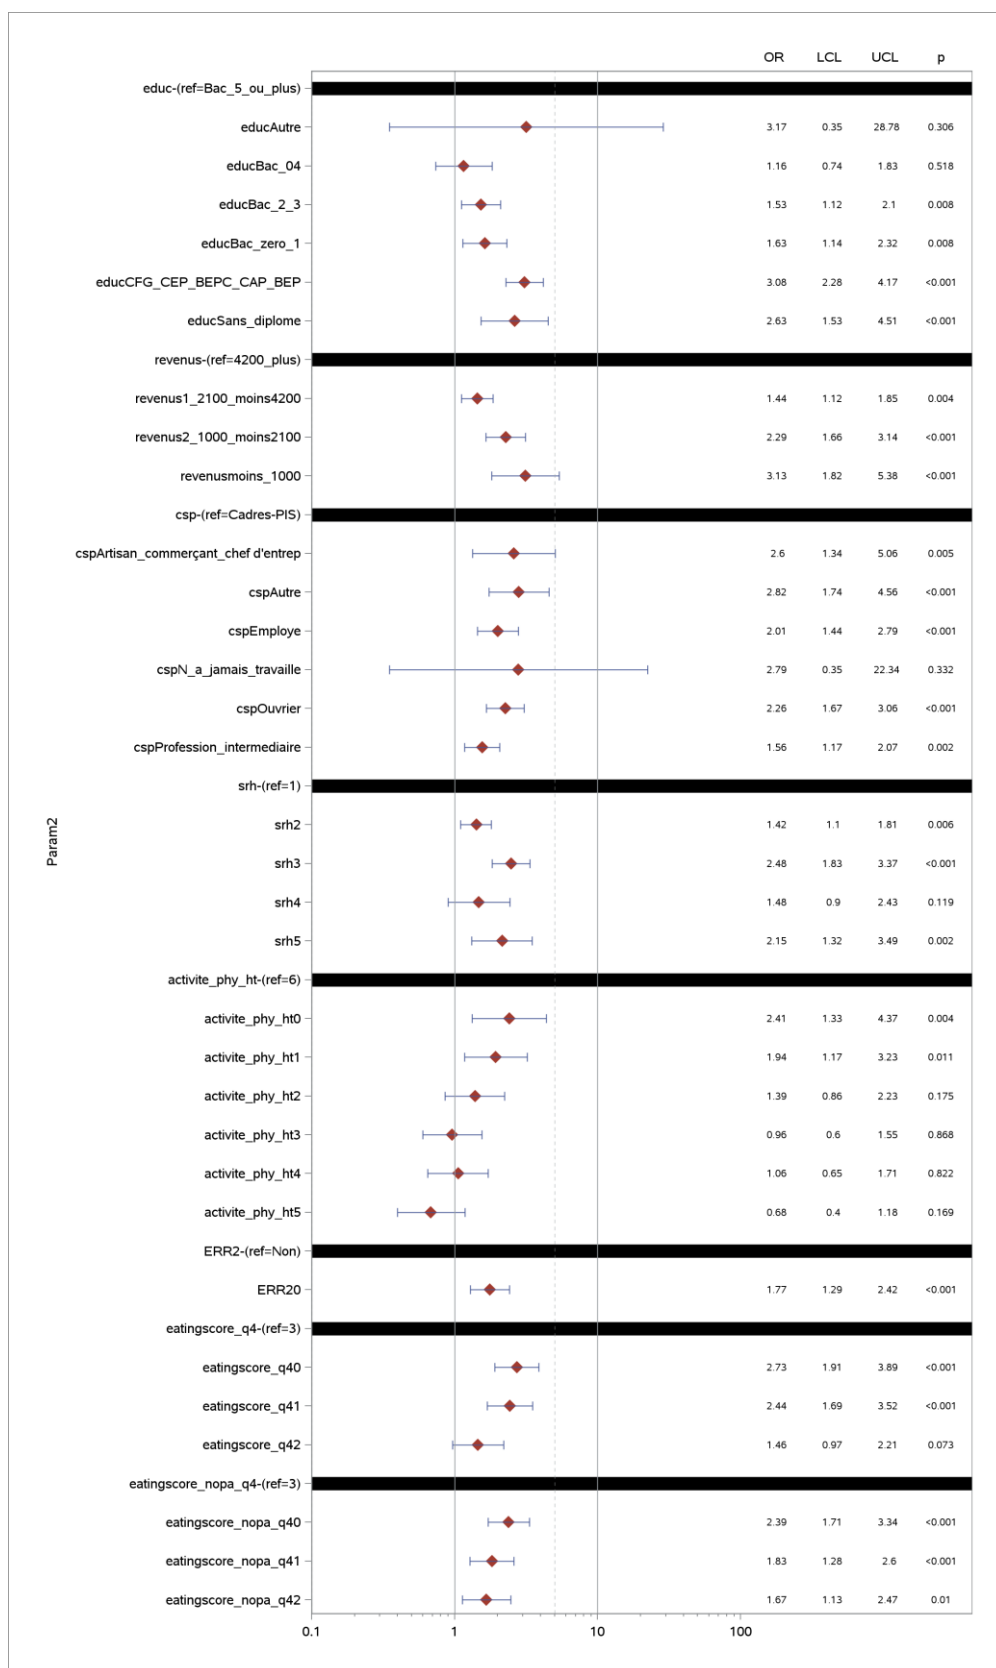 OR LCL UCL p
educ-(ref=Bac_5_ou_plus)
educAutre 3.17 0.35 28.78 0.306
educBac_04 1.16 0.74 1.83 0.518
educBac_2_3 1.53 1.12 2.1 0.008
educBac_zero_1 1.63 1.14 2.32 0.008
educCFG_CEP_BEPC_CAP_BEP 3.08 2.28 4.17 <0.001
educSans_diplome 2.63 1.53 4.51 <0.001
revenus-(ref=4200_plus)
revenus1_2100_moins4200 1.44 1.12 1.85 0.004
revenus2_1000_moins2100 2.29 1.66 3.14 <0.001
revenusmoins_1000 3.13 1.82 5.38 <0.001
csp-(ref=Cadres-PIS)
cspArtisan_commerçant_chef d'entrep 2.6 1.34 5.06 0.005
cspAutre 2.82 1.74 4.56 <0.001
cspEmploye 2.01 1.44 2.79 <0.001
cspN_a_jamais_travaille 2.79 0.35 22.34 0.332
cspOuvrier 2.26 1.67 3.06 <0.001
cspProfession_intermediaire 1.56 1.17 2.07 0.002
srh-(ref=1)
Param2
srh2 1.42 1.1 1.81 0.006
srh3 2.48 1.83 3.37 <0.001
srh4 1.48 0.9 2.43 0.119
srh5 2.15 1.32 3.49 0.002
activite_phy_ht-(ref=6)
activite_phy_ht0 2.41 1.33 4.37 0.004
activite_phy_ht1 1.94 1.17 3.23 0.011
activite_phy_ht2 1.39 0.86 2.23 0.175
activite_phy_ht3 0.96 0.6 1.55 0.868
activite_phy_ht4 1.06 0.65 1.71 0.822
activite_phy_ht5 0.68 0.4 1.18 0.169
ERR2-(ref=Non)
ERR20 1.77 1.29 2.42 <0.001
eatingscore_q4-(ref=3)
eatingscore_q40 2.73 1.91 3.89 <0.001
eatingscore_q41 2.44 1.69 3.52 <0.001
eatingscore_q42 1.46 0.97 2.21 0.073
eatingscore_nopa_q4-(ref=3)
eatingscore_nopa_q40 2.39 1.71 3.34 <0.001
eatingscore_nopa_q41 1.83 1.28 2.6 <0.001
eatingscore_nopa_q42 1.67 1.13 2.47 0.01
0.1 1 10 100